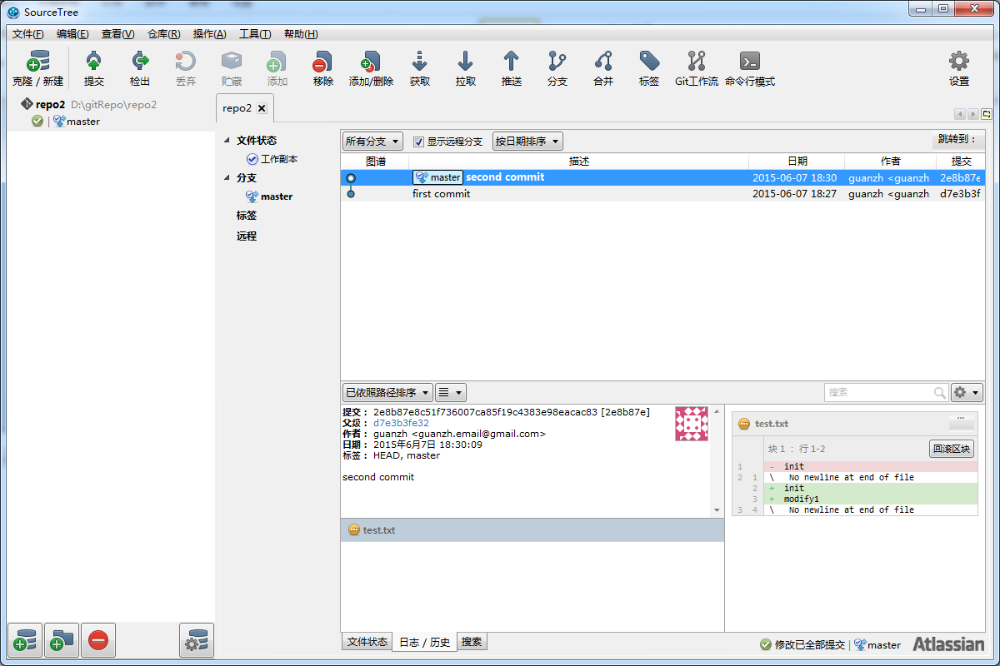 SourceTree
文件(F) 编辑(E) 查看(V) 仓库(R) 操作(A) 工具(T) 帮助(H)
克隆 / 新建 提交 检出 丢弃 贮藏 添加 移除 添加/删除 获取 拉取 推送 分支 合并 标签 Git工作流 命令行模式 设置
repo2 D:\gitRepo\repo2
master
repo2
文件状态
工作副本
分支
master
标签
远程
所有分支 显示远程分支 按日期排序 跳转到：
图谱 描述 日期 作者 提交
master second commit 2015-06-07 18:30 guanzh <guanzh 2e8b87e
first commit 2015-06-07 18:27 guanzh <guanzh d7e3b3f
已依照路径排序 搜索
提交： 2e8b87e8c51f736007ca85f19c4383e98eacac83 [2e8b87e]
父级： d7e3b3fe32
作者： guanzh <guanzh.email@gmail.com>
日期： 2015年6月7日 18:30:09
标签： HEAD, master
second commit
test.txt
test.txt
块 1 ： 行 1-2 回滚区块
1 - init
2 1 \ No newline at end of file
2 + init
3 + modify1
3 4 \ No newline at end of file
文件状态 日志 / 历史 搜索
修改已全部提交 master Atlassian